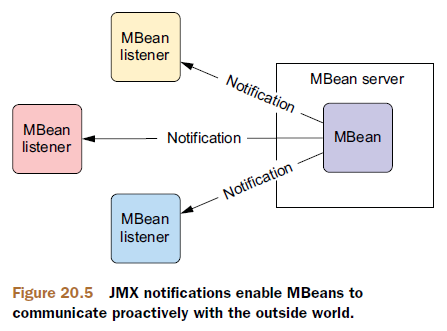 MBean
listener
Notification
MBean server
MBean
listener
Notification
MBean
Notification
MBean
listener
Figure 20.5 JMX notifications enable MBeans to
communicate proactively with the outside world.